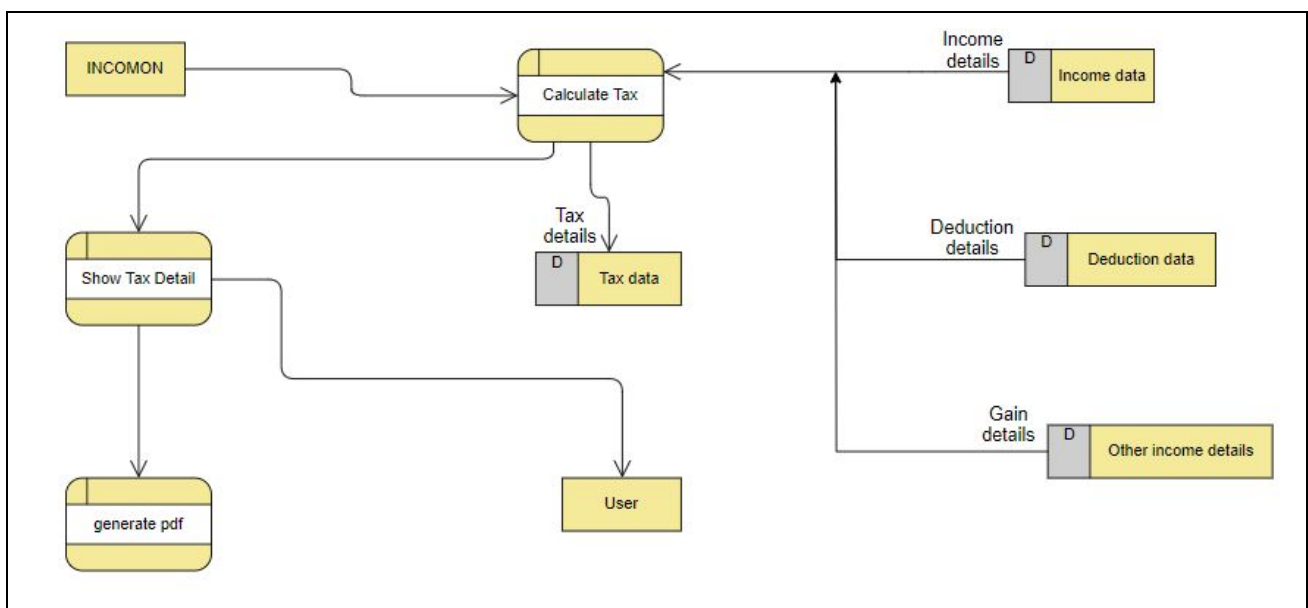 INCOMON
Calculate Tax
Income
details
D
Income data
Show Tax Detail
Tax
details
D
Tax data
Deduction
details
D
Deduction data
Gain
details
D
Other income details
generate pdf
User